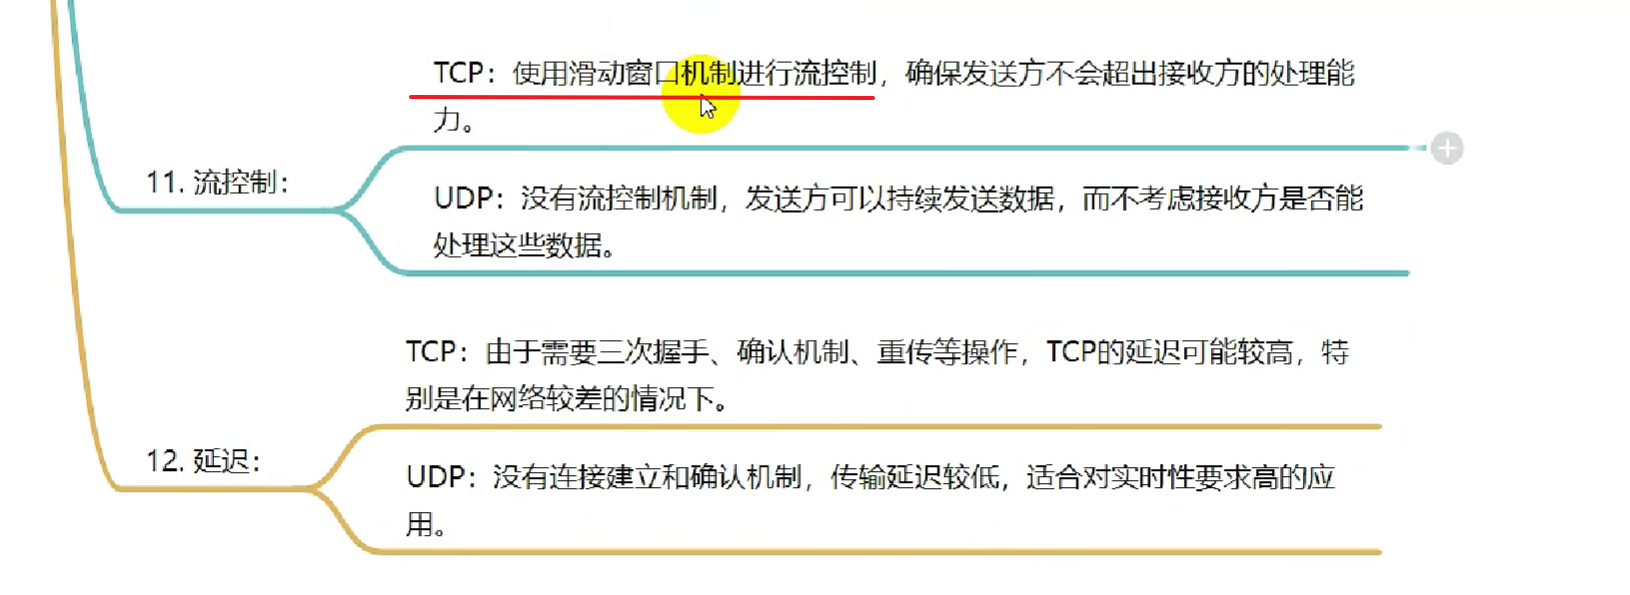 TCP：使用滑动窗口机制进行流控制，确保发送方不会超出接收方的处理能
力。
11. 流控制：
UDP：没有流控制机制，发送方可以持续发送数据，而不考虑接收方是否能
处理这些数据。
TCP：由于需要三次握手、确认机制、重传等操作，TCP的延迟可能较高，特
别是在网络较差的情况下。
12. 延迟：
UDP：没有连接建立和确认机制，传输延迟较低，适合对实时性要求高的应
用。